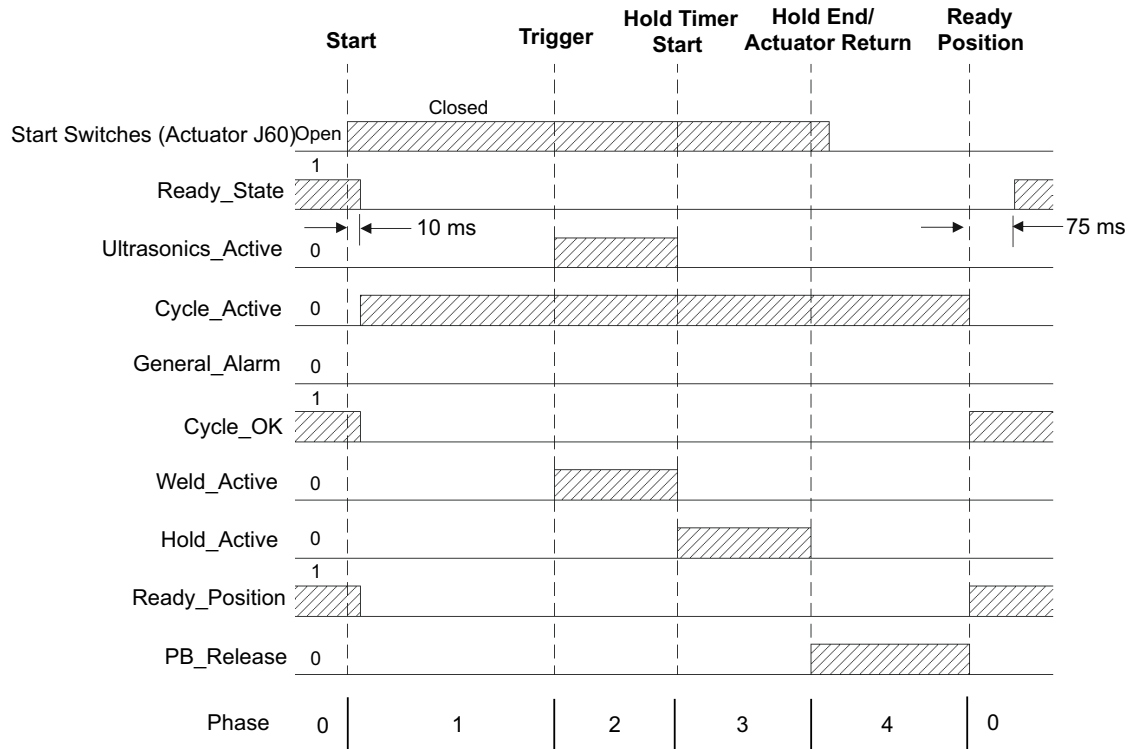 Start
Trigger
Hold Timer
Start
Hold End/
Actuator Return
Ready
Position
Closed
Start Switches (Actuator J60) Open
1
Ready_State
10 ms
75 ms
Ultrasonics_Active 0
Cycle_Active 0
General_Alarm 0
1
Cycle_OK
Weld_Active 0
Hold_Active 0
1
Ready_Position
PB_Release 0
Phase 0 1 2 3 4 0